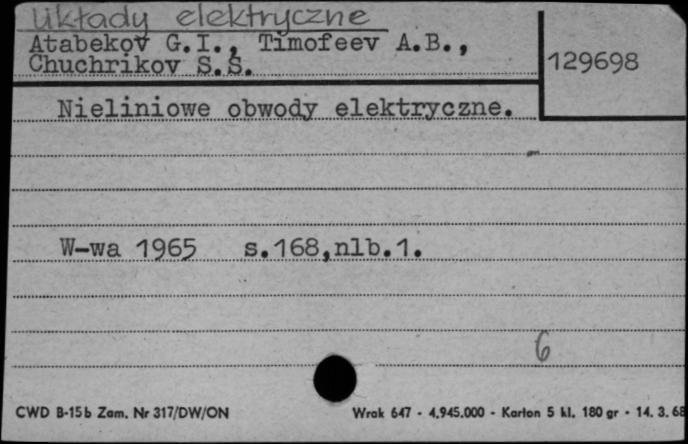 Układy elektryczne
Atabekov G.I., Timofeev A.B.,
Chuchrikov S.S.
129698
Nieliniowe obwody elektryczne.
W-wa 1965 s.168,nlb.1.
6
CWD B-15b Zam. Nr 317/DW/ON Wrak 647 - 4.945.000 - Karton 5 kl. 180 gr - 14. 3. 68